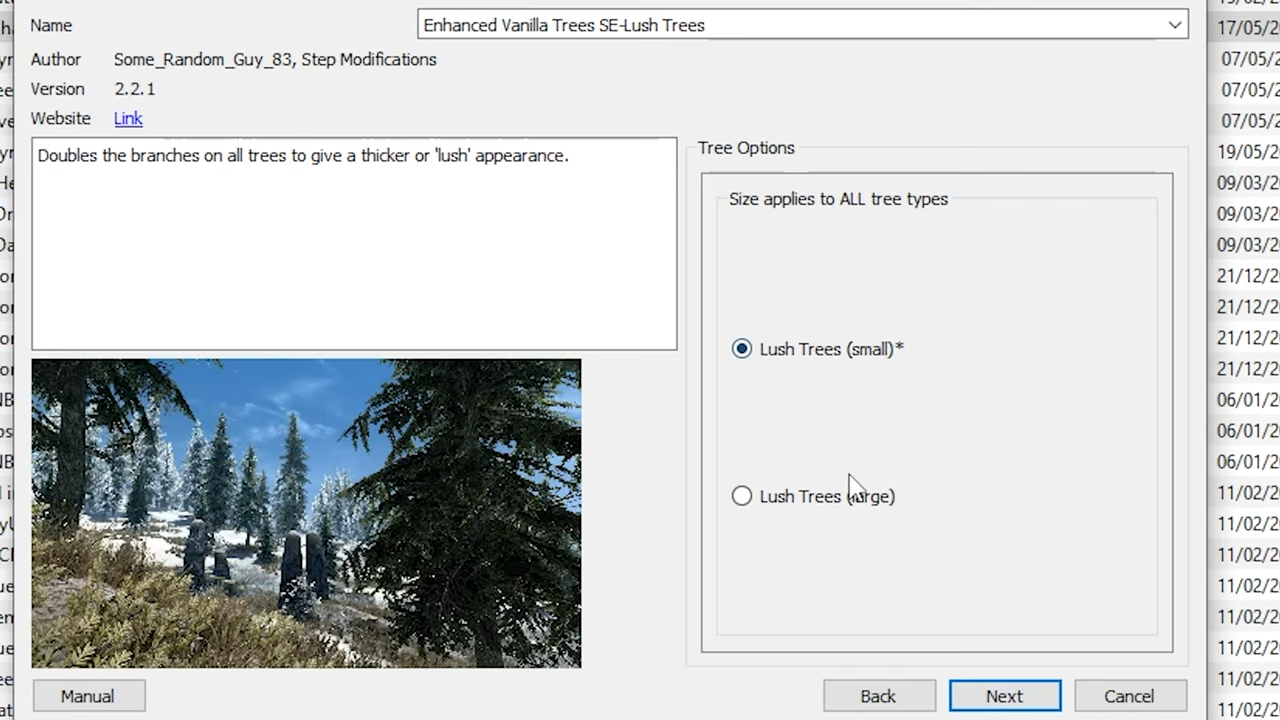 Name
Enhanced Vanilla Trees SE-Lush Trees
Author Some_Random_Guy_83, Step Modifications
Version 2.2.1
Website Link
Doubles the branches on all trees to give a thicker or 'lush' appearance.
Tree Options
Size applies to ALL tree types
Lush Trees (small)*
Lush Trees (large)
Manual
Back
Next
Cancel
17/05/2
07/05/2
07/05/2
07/05/2
19/05/2
09/03/2
09/03/2
09/03/2
21/12/2
21/12/2
21/12/2
21/12/2
06/01/2
06/01/2
06/01/2
11/02/2
11/02/2
11/02/2
11/02/2
11/02/2
11/02/2
11/02/2
11/02/2